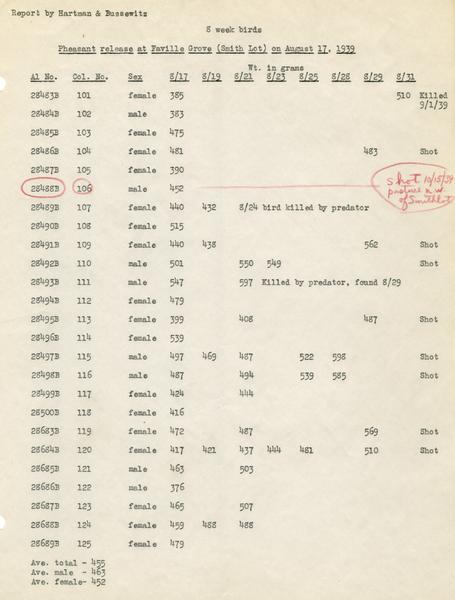 Report by Hartman & Bussewitz
8 week birds
Pheasant release at Faville Grove (Smith Lot) on August 17, 1939
Wt. in grams
Al No. Col. No. Sex 8/17 8/19 8/21 8/23 8/25 8/28 8/29 8/31
28483B 101 female 385 510 Killed
9/1/39
28484B 102 male 383
28485B 103 female 475
28486B 104 female 481 483 Shot
28487B 105 female 390
28488B 106 male 452 Shot 10/15/39
pasture n.w.
of Smith lot
28489B 107 female 440 432 8/24 bird killed by predator
28490B 108 female 515
28491B 109 female 440 438 562 Shot
28492B 110 male 501 550 549 Shot
28493B 111 male 547 597 Killed by predator, found 8/29
28494B 112 female 479
28495B 113 female 399 408 487 Shot
28496B 114 female 539
28497B 115 male 497 469 487 522 598 Shot
28498B 116 male 487 494 539 585 Shot
28499B 117 female 424 444
28500B 118 female 416
28683B 119 female 472 487 569 Shot
28684B 120 female 417 421 437 444 481 510 Shot
28685B 121 male 463 503
28686B 122 male 376
28687B 123 female 465 507
28688B 124 female 459 488 488
28689B 125 female 479
Ave. total - 455
Ave. male - 463
Ave. female- 452